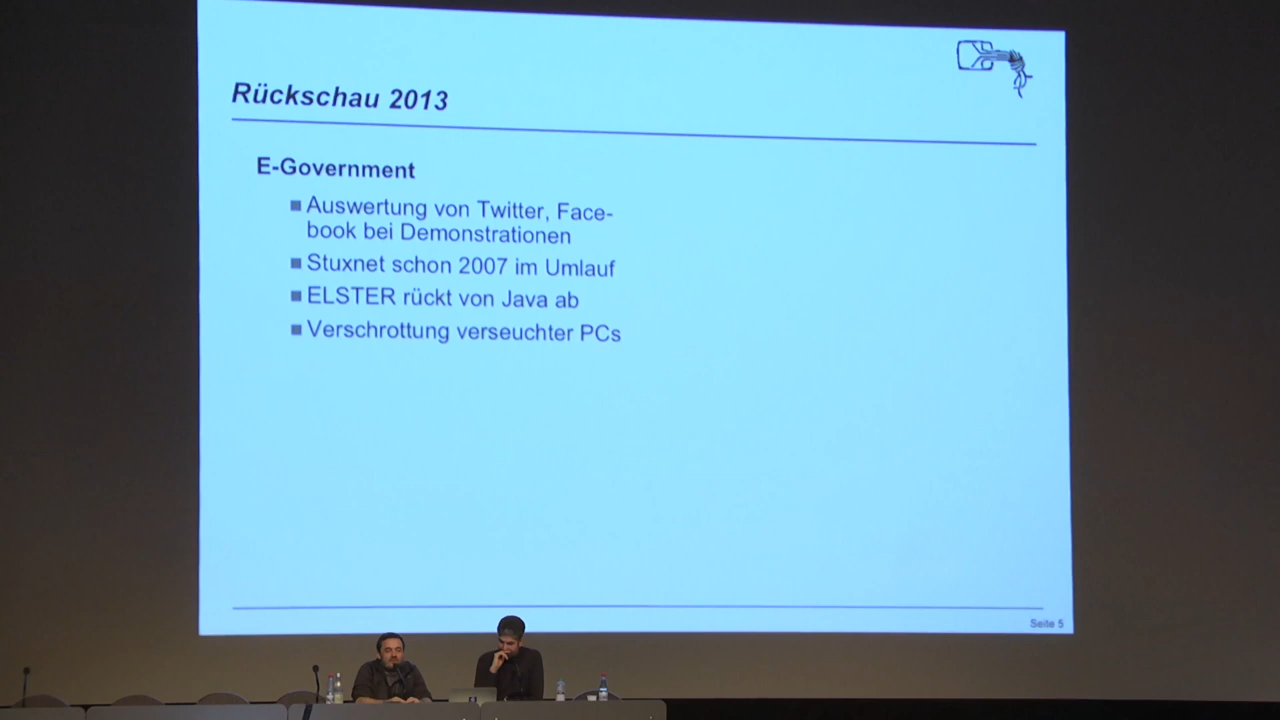 Rückschau 2013
E-Government
Auswertung von Twitter, Face-
book bei Demonstrationen
Stuxnet schon 2007 im Umlauf
ELSTER rückt von Java ab
Verschrottung verseuchter PCs
Seite 5